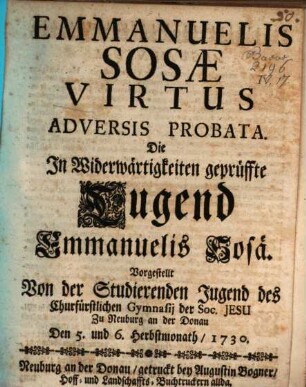 EMMANUELIS
SOSÆ
VIRTUS
ADVERSIS PROBATA.
Die
In Widerwärtigkeiten geprüffte
Tugend
Emmanuelis Sosä.
Vorgestellt
Von der Studierenden Jugend des
Churfürstlichen Gymnasij der Soc. JESU
Zu Neuburg an der Donau
Den 5. und 6. Herbstmonath / 1730.
Neuburg an der Donau / getruckt bey Augustin Bogner /
Hoff- und Landschaffts-Buchtruckern allda.